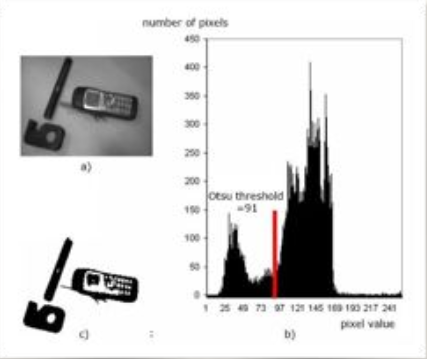 number of pixels
450
400
350
300
250
200
150
100
50
0
Otsu threshold
=91
1 25 49 73 97 121 145 169 193 217 241
pixel value
a)
c)
:
b)